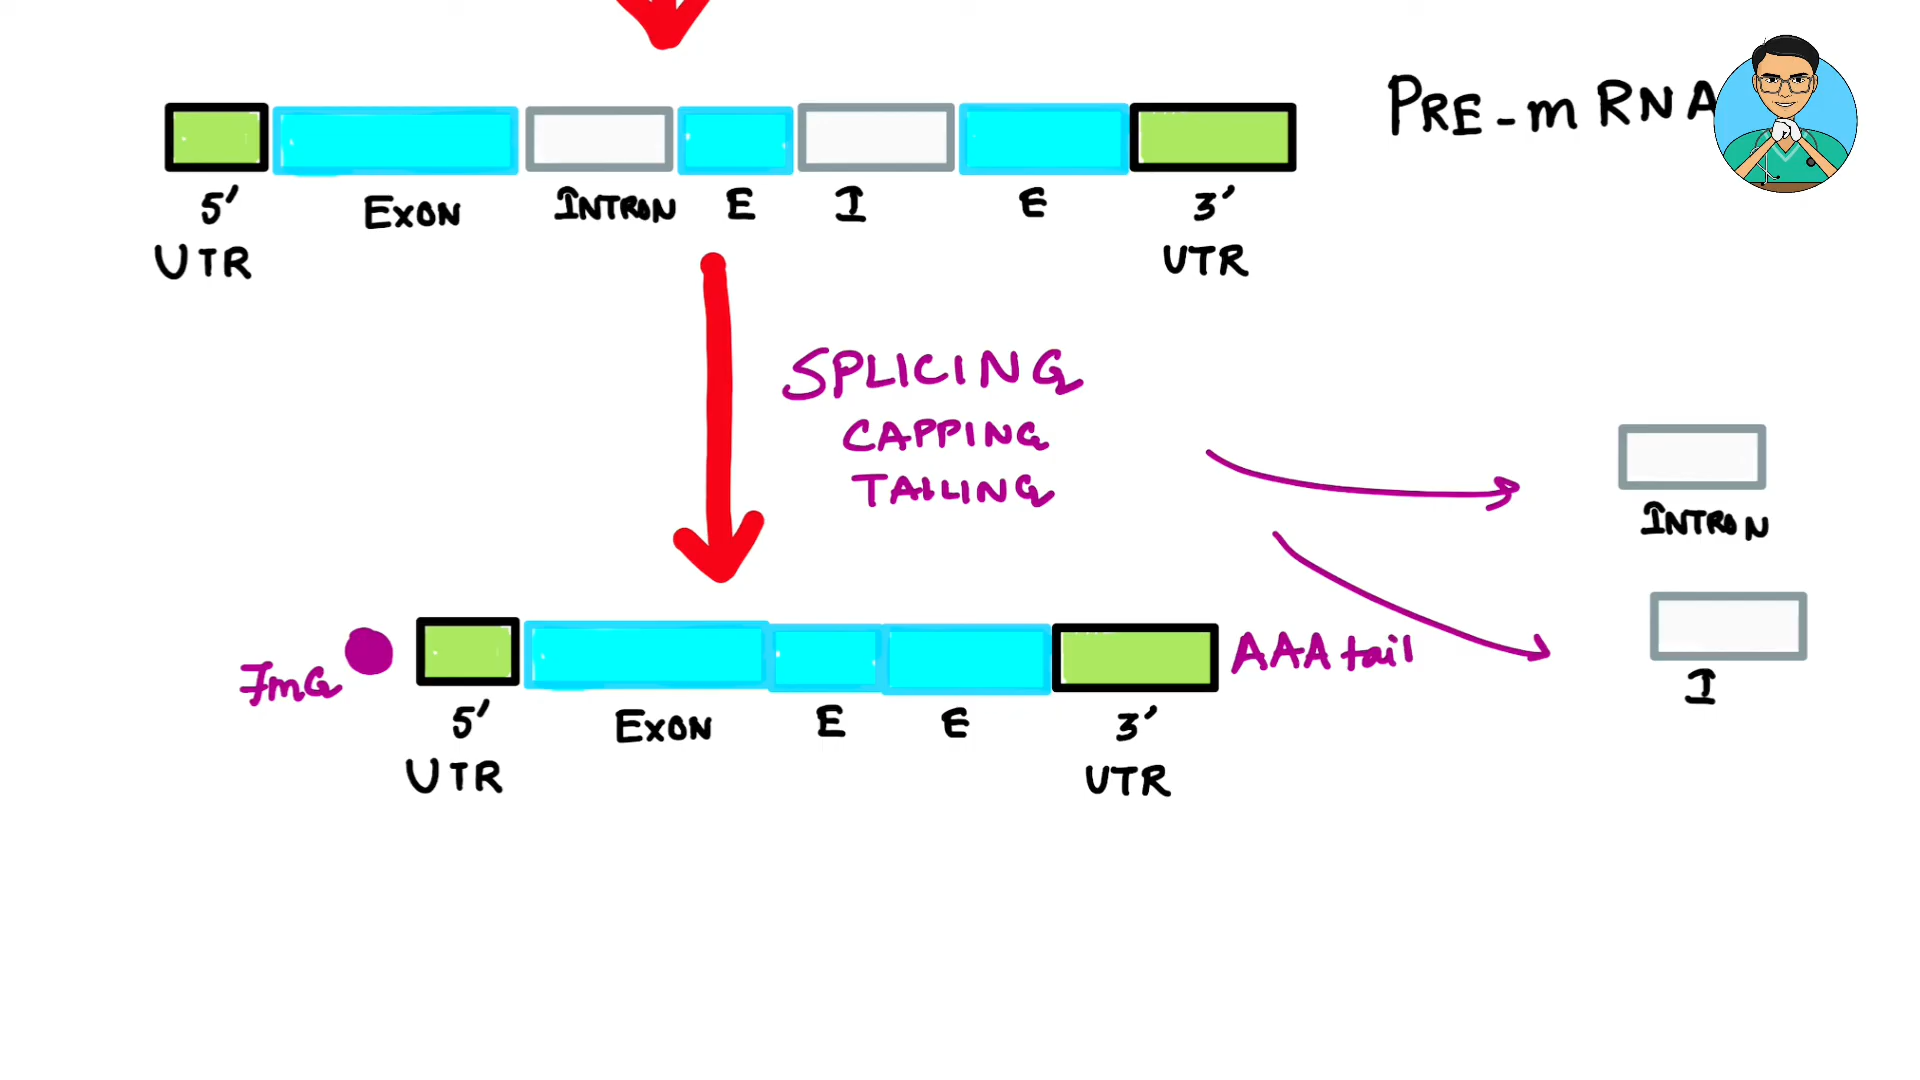 PRE-mRNA
5' EXON INTRON E I E 3'
UTR UTR
SPLICING
CAPPING
TAILING
INTRON
7mG AAA tail
I
5' EXON E E 3'
UTR UTR